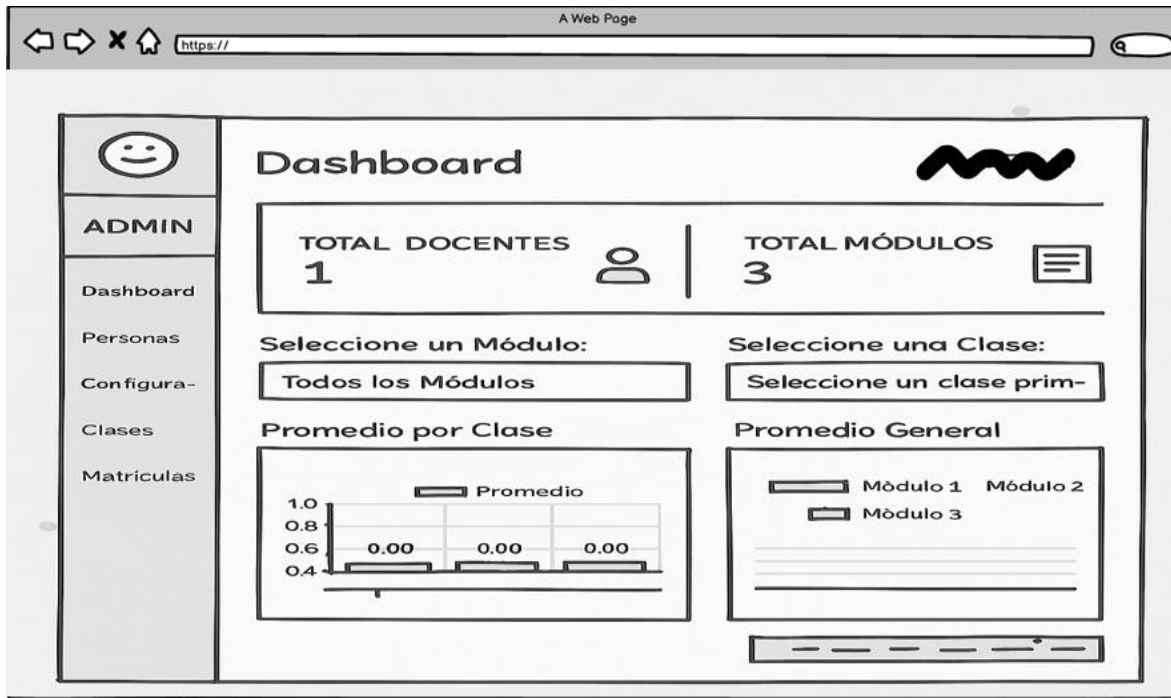 A Web Page
https://
ADMIN
Dashboard
Personas
Configura-
Clases
Matrículas
Dashboard
TOTAL DOCENTES
1
TOTAL MÓDULOS
3
Seleccione un Módulo:
Todos los Módulos
Seleccione una Clase:
Seleccione un clase prim-
Promedio por Clase
Promedio
1.0
0.8
0.6
0.4
0.00 0.00 0.00
Promedio General
Mòdulo 1 Módulo 2
Mòdulo 3